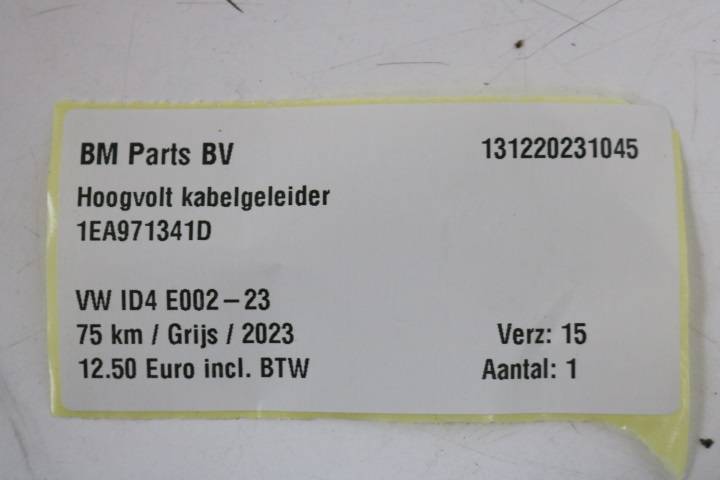 BM Parts BV 131220231045
Hoogvolt kabelgeleider
1EA971341D
VW ID4 E002-23
75 km / Grijs / 2023 Verz: 15
12.50 Euro incl. BTW Aantal: 1